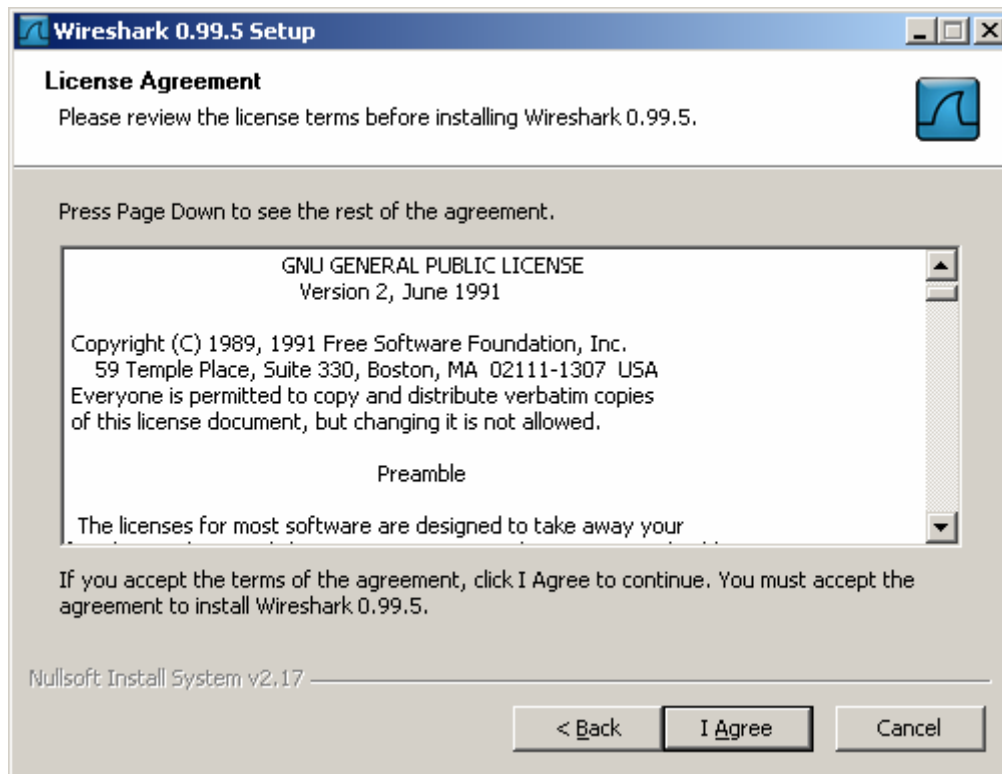 Wireshark 0.99.5 Setup
License Agreement
Please review the license terms before installing Wireshark 0.99.5.
Press Page Down to see the rest of the agreement.
GNU GENERAL PUBLIC LICENSE
Version 2, June 1991
Copyright (C) 1989, 1991 Free Software Foundation, Inc.
59 Temple Place, Suite 330, Boston, MA  02111-1307  USA
Everyone is permitted to copy and distribute verbatim copies
of this license document, but changing it is not allowed.
Preamble
The licenses for most software are designed to take away your
If you accept the terms of the agreement, click I Agree to continue. You must accept the
agreement to install Wireshark 0.99.5.
Nullsoft Install System v2.17
< Back
I Agree
Cancel